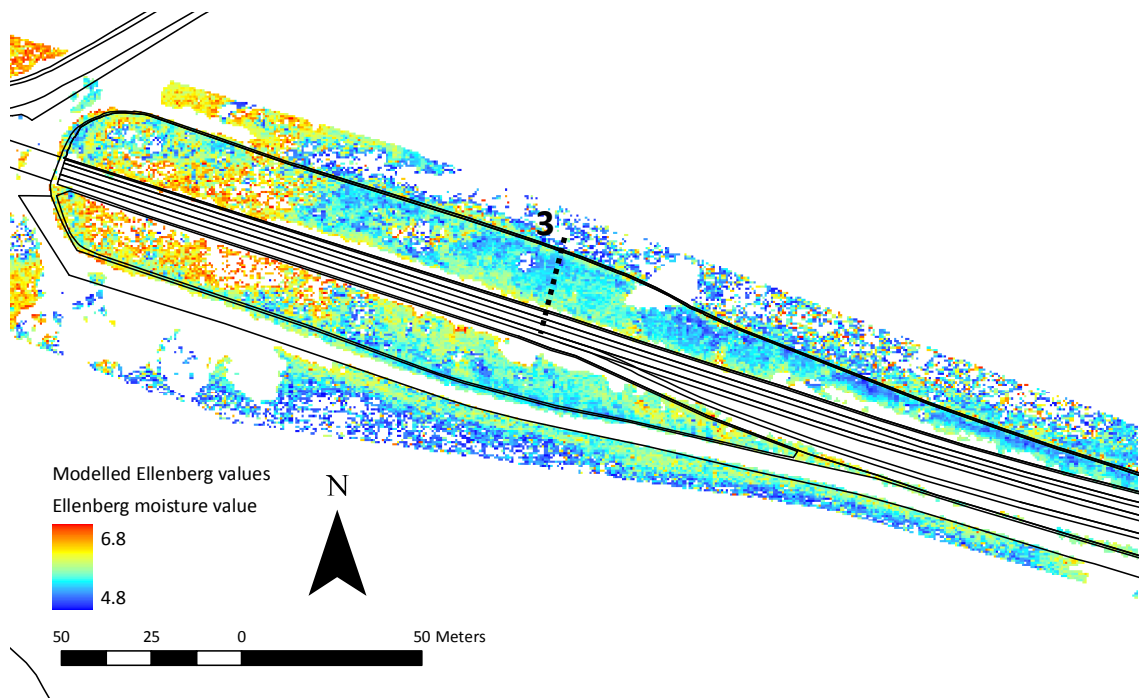 3
Modelled Ellenberg values
Ellenberg moisture value
6.8
4.8
N
50 25 0 50 Meters